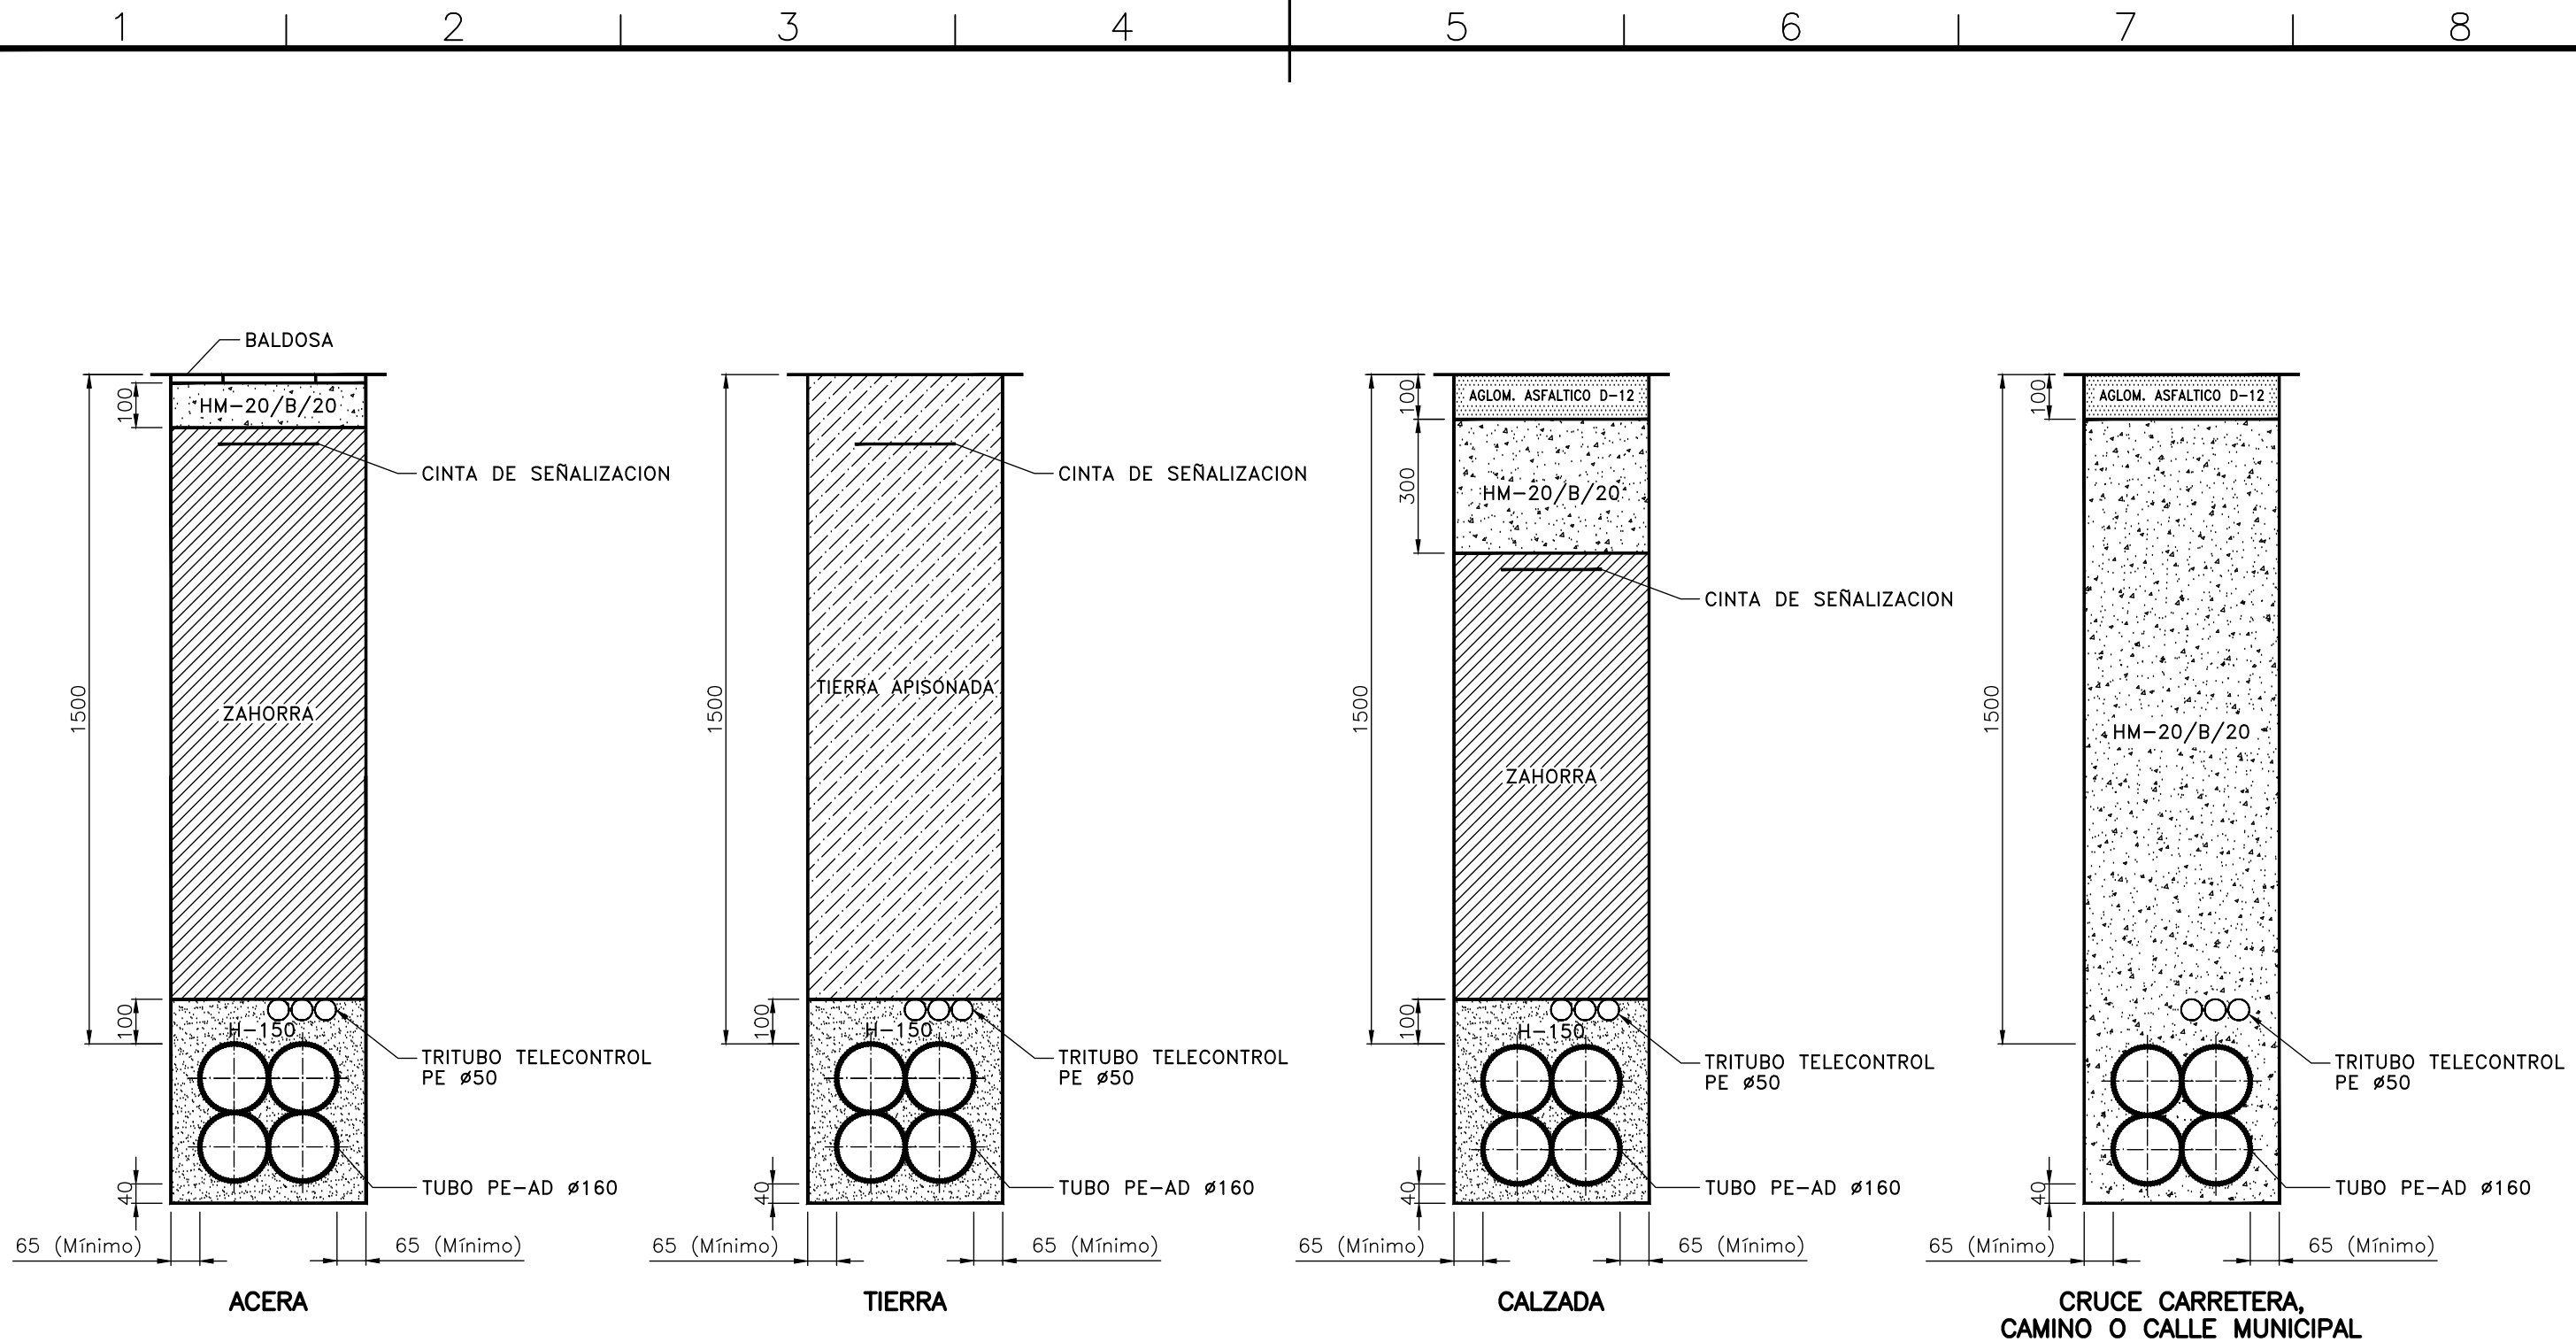 1 2 3 4 5 6 7 8
BALDOSA
100
HM-20/B/20
CINTA DE SEÑALIZACION
1500
ZAHORRA
100
H-150
TRITUBO TELECONTROL
PE ø50
40
TUBO PE-AD ø160
65 (Mínimo)
65 (Mínimo)
ACERA
CINTA DE SEÑALIZACION
1500
TIERRA APISONADA
100
H-150
TRITUBO TELECONTROL
PE ø50
40
TUBO PE-AD ø160
65 (Mínimo)
65 (Mínimo)
TIERRA
100
AGLOM. ASFALTICO D-12
300
HM-20/B/20
CINTA DE SEÑALIZACION
1500
ZAHORRA
100
H-150
TRITUBO TELECONTROL
PE ø50
40
TUBO PE-AD ø160
65 (Mínimo)
65 (Mínimo)
CALZADA
100
AGLOM. ASFALTICO D-12
1500
HM-20/B/20
TRITUBO TELECONTROL
PE ø50
40
TUBO PE-AD ø160
65 (Mínimo)
65 (Mínimo)
CRUCE CARRETERA,
CAMINO O CALLE MUNICIPAL